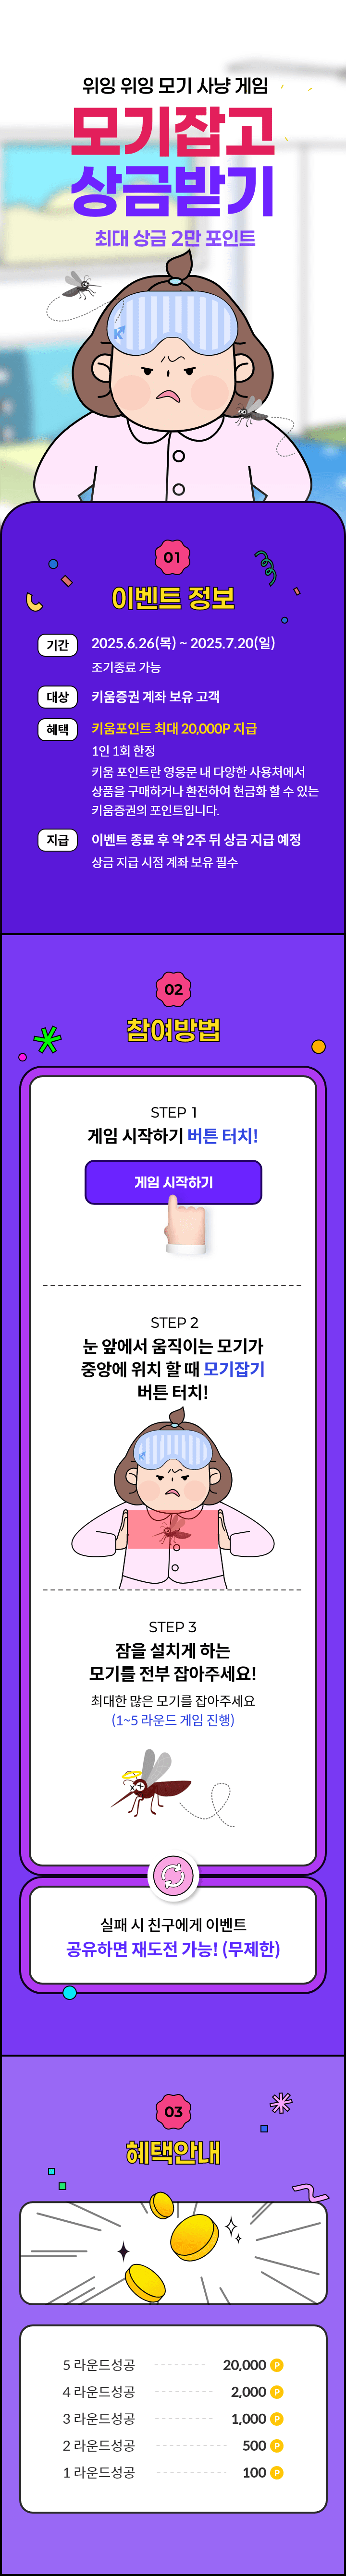 위잉 위잉 모기 사냥 게임
모기잡고
상금받기
최대 상금 2만 포인트
K
01
이벤트 정보
기간 2025.6.26(목) ~ 2025.7.20(일)
조기종료 가능
대상 키움증권 계좌 보유 고객
혜택 키움포인트 최대 20,000P 지급
1인 1회 한정
키움 포인트란 영웅문 내 다양한 사용처에서
상품을 구매하거나 환전하여 현금화 할 수 있는
키움증권의 포인트입니다.
지급 이벤트 종료 후 약 2주 뒤 상금 지급 예정
상금 지급 시점 계좌 보유 필수
02
참여방법
STEP 1
게임 시작하기 버튼 터치!
게임 시작하기
STEP 2
눈 앞에서 움직이는 모기가
중앙에 위치 할 때 모기잡기
버튼 터치!
STEP 3
잠을 설치게 하는
모기를 전부 잡아주세요!
최대한 많은 모기를 잡아주세요
(1~5 라운드 게임 진행)
실패 시 친구에게 이벤트
공유하면 재도전 가능! (무제한)
03
혜택안내
5 라운드성공 20,000 P
4 라운드성공 2,000 P
3 라운드성공 1,000 P
2 라운드성공 500 P
1 라운드성공 100 P